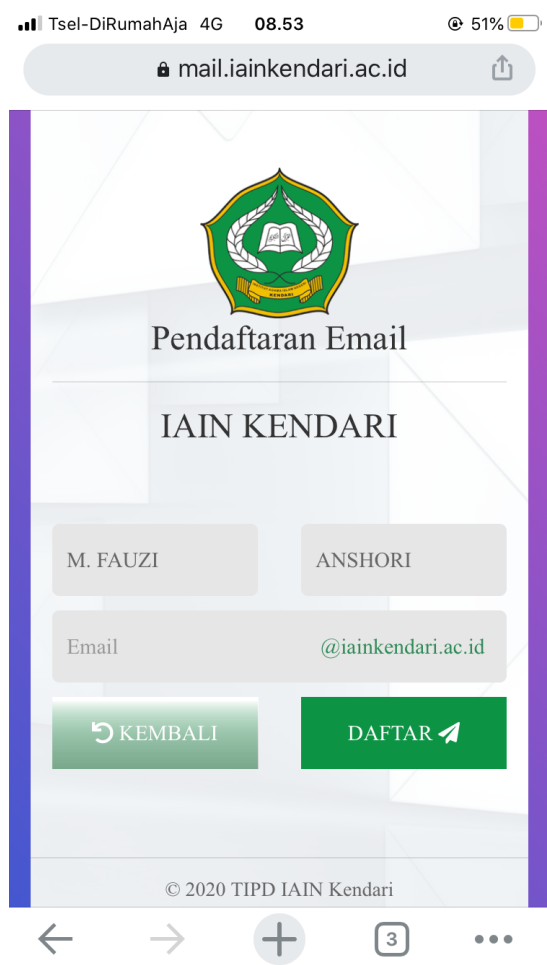 Tsel-DiRumahAja 4G 08.53 51%
mail.iainkendari.ac.id
KENDARI
Pendaftaran Email
IAIN KENDARI
M. FAUZI ANSHORI
Email @iainkendari.ac.id
KEMBALI DAFTAR
© 2020 TIPD IAIN Kendari
3